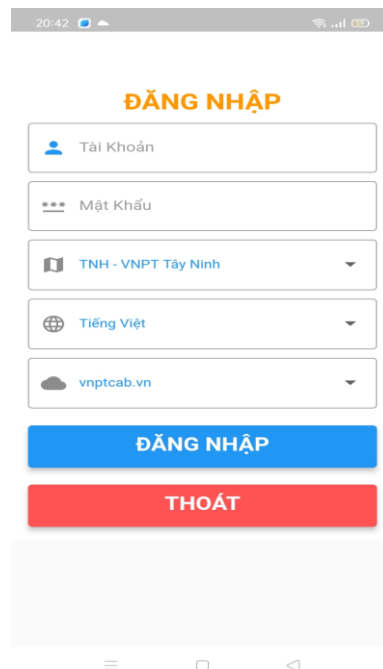 20:42
ĐĂNG NHẬP
Tài Khoản
Mật Khẩu
TNH - VNPT Tây Ninh
Tiếng Việt
vnptcab.vn
ĐĂNG NHẬP
THOÁT